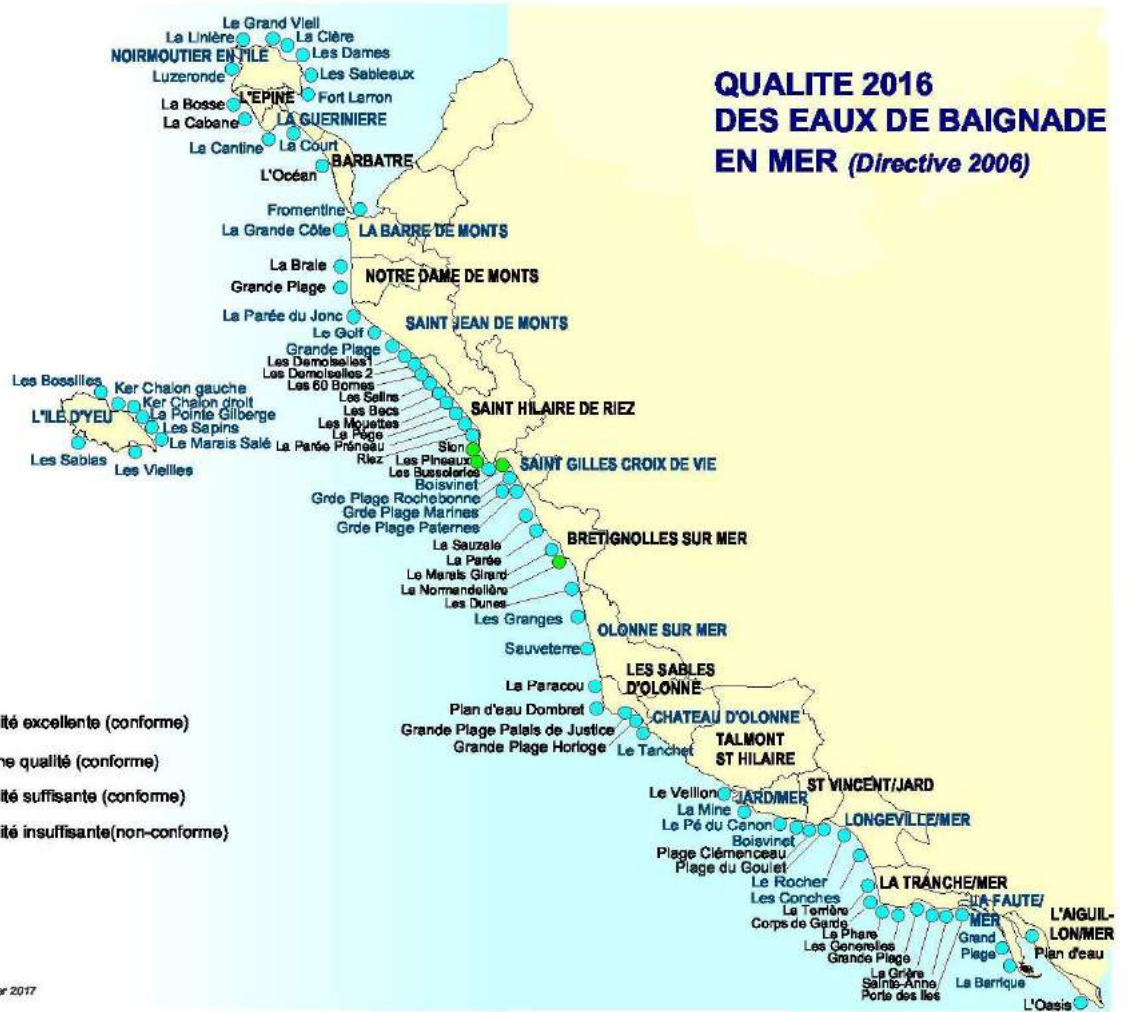 QUALITE 2016
DES EAUX DE BAIGNADE
EN MER (Directive 2006)
Le Grand Vieil
La Linière
La Clère
NOIRMOUTIER EN l'ILE
Les Dames
Luzeronde
Les Sableaux
La Bosse
L'EPINE
Fort Larron
La Cabane
LA GUERINIERE
La Cantine
La Court
BARBATRE
L'Océan
Fromentine
La Grande Côte
LA BARRE DE MONTS
La Braie
NOTRE DAME DE MONTS
Grande Plage
La Parée du Jonc
SAINT JEAN DE MONTS
Le Golf
Grande Plage
Les Demoiselles1
Les Demoiselles 2
Les 60 Bornes
Les Salins
Les Becs
SAINT HILAIRE DE RIEZ
Les Mouettes
La Pège
La Parée Préneau
Riez
Sion
Les Pineaux
Les Bussoleries
SAINT GILLES CROIX DE VIE
Boisvinet
Grde Plage Rochebonne
Grde Plage Marines
Grde Plage Paternes
Les Bossilles
Ker Chalon gauche
Ker Chalon droit
L'ILE D'YEU
La Pointe Gilberge
Les Sapins
Le Marais Salé
Les Sablas
Les Vieilles
La Sauzaie
BRETIGNOLLES SUR MER
La Parée
Le Marais Girard
La Normandelière
Les Dunes
Les Granges
OLONNE SUR MER
Sauveterre
LES SABLES
D'OLONNE
La Paracou
Plan d'eau Dombret
CHATEAU D'OLONNE
Grande Plage Palais de Justice
Grande Plage Horloge
Le Tanchet
TALMONT
ST HILAIRE
ité excellente (conforme)
ne qualité (conforme)
ité suffisante (conforme)
ité insuffisante(non-conforme)
Le Veillon
JARD/MER
ST VINCENT/JARD
La Mine
Le Pé du Canon
LONGEVILLE/MER
Boisvinet
Plage Clémenceau
Plage du Goulet
Le Rocher
LA TRANCHE/MER
Les Conches
La Terrière
Corps de Garde
Le Phare
Les Generelles
Grande Plage
La Grière
Sainte-Anne
Porte des Iles
LA FAUTE/
MER
Grand
Plage
La Barrique
L'AIGUIL-
LON/MER
Plan d'eau
L'Oasis
er 2017